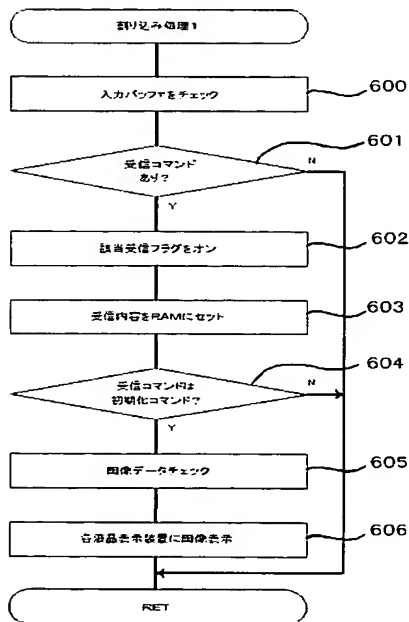 割り込み処理1
入力バッファをチェック
600
受信コマンド
あり?
601
N
Y
該当受信フラグをオン
602
受信内容をRAMにセット
603
受信コマンドは
初期化コマンド?
604
N
Y
画像データチェック
605
各液晶表示装置に画像表示
606
RET